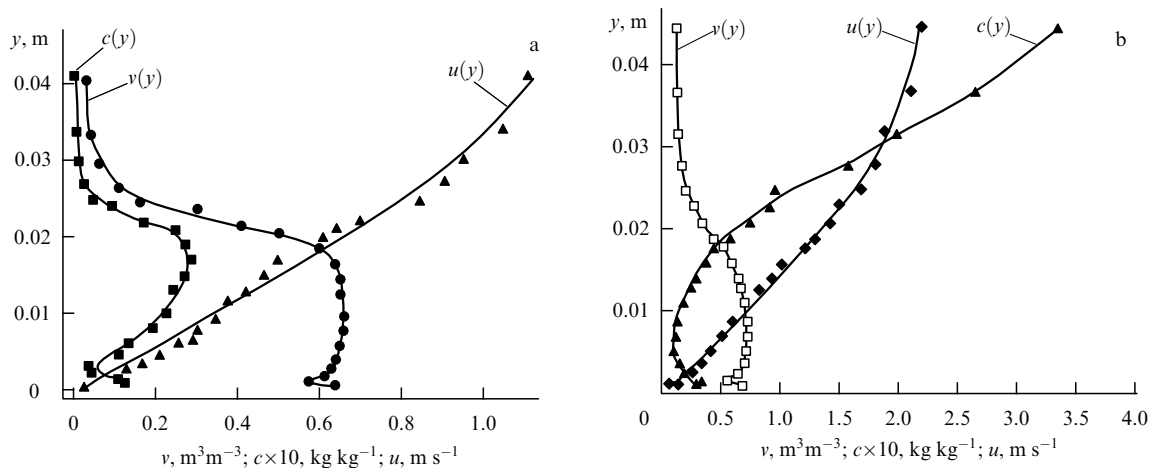 y, m
a
c(y)
v(y)
u(y)
0.04
0.03
0.02
0.01
0
0 0.2 0.4 0.6 0.8 1.0
v, m³m⁻³; c×10, kg kg⁻¹; u, m s⁻¹
y, m
b
v(y)
u(y)
c(y)
0.04
0.03
0.02
0.01
0 0.5 1.0 1.5 2.0 2.5 3.0 3.5 4.0
v, m³m⁻³; c×10, kg kg⁻¹; u, m s⁻¹